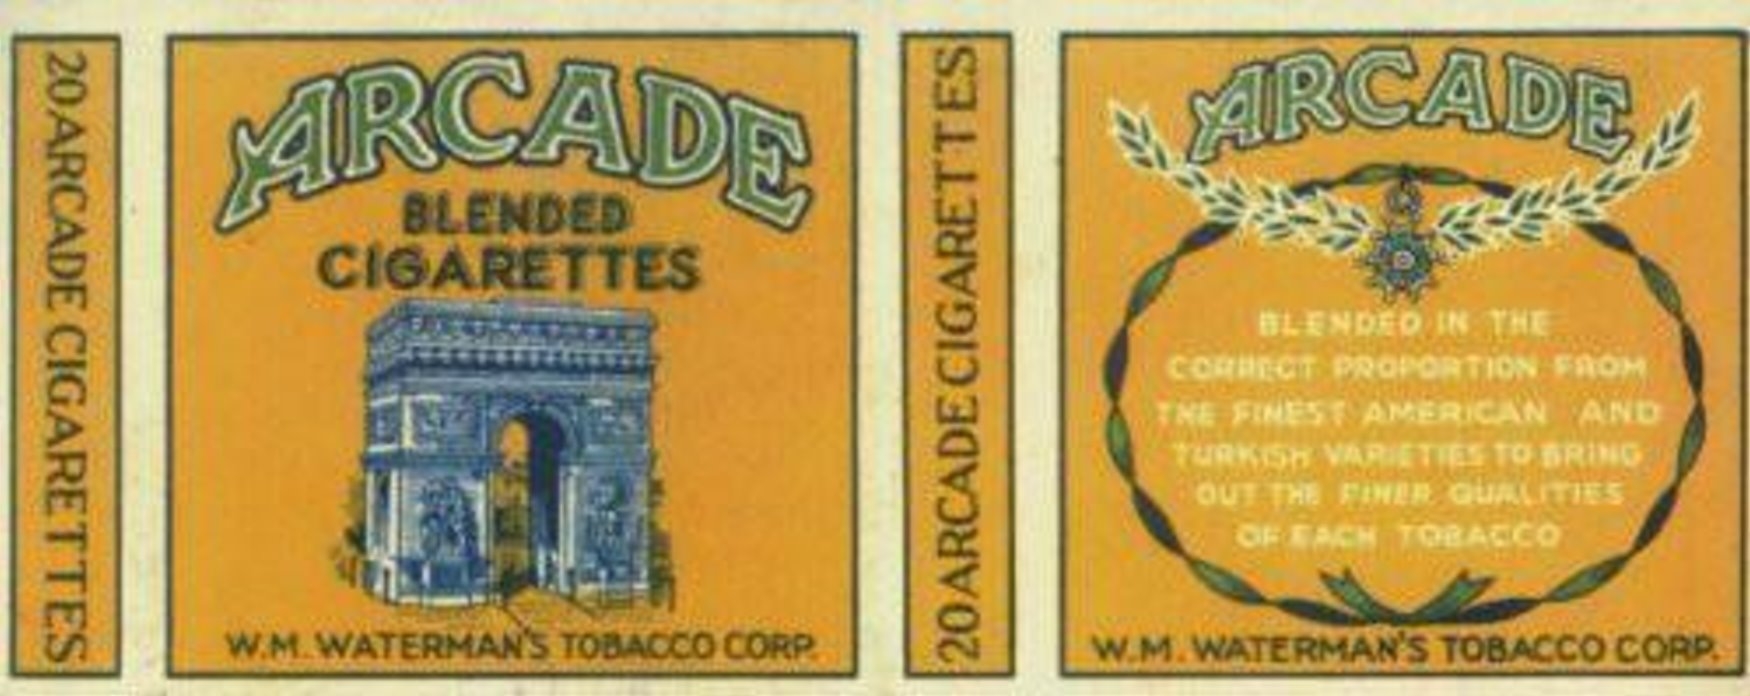 20 ARCADE CIGARETTES
ARCADE
BLENDED
CIGARETTES
W.M. WATERMAN'S TOBACCO CORP.
20 ARCADE CIGARETTES
ARCADE
BLENDED IN THE
CORRECT PROPORTION FROM
THE FINEST AMERICAN AND
TURKISH VARIETIES TO BRING
OUT THE FINER QUALITIES
OF EACH TOBACCO
W.M. WATERMAN'S TOBACCO CORP.